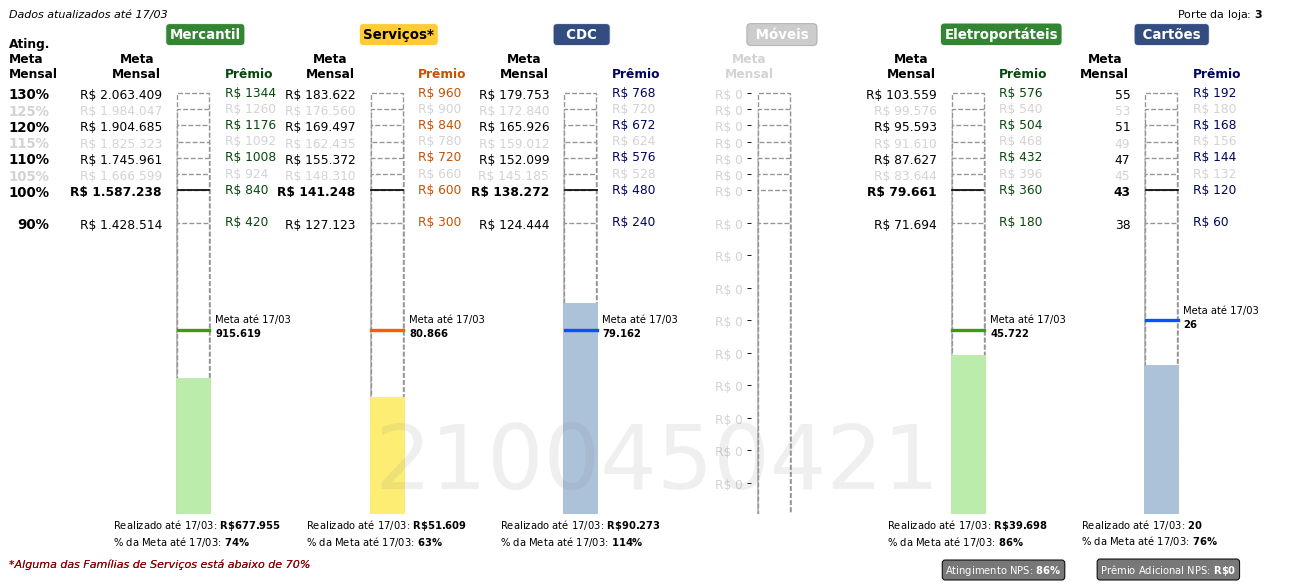 Dados atualizados até 17/03
Porte da loja: 3
Mercantil
Serviços*
CDC
Móveis
Eletroportáteis
Cartões
Ating. Meta Mensal
Meta Mensal Prêmio
Meta Mensal Prêmio
Meta Mensal Prêmio
Meta Mensal
Meta Mensal Prêmio
Meta Mensal Prêmio
130% R$ 2.063.409 R$ 1344 R$ 183.622 R$ 960 R$ 179.753 R$ 768 R$ 0 R$ 103.559 R$ 576 55 R$ 192
125% R$ 1.984.047 R$ 1260 R$ 176.560 R$ 900 R$ 172.840 R$ 720 R$ 0 R$ 99.576 R$ 540 53 R$ 180
120% R$ 1.904.685 R$ 1176 R$ 169.497 R$ 840 R$ 165.926 R$ 672 R$ 0 R$ 95.593 R$ 504 51 R$ 168
115% R$ 1.825.323 R$ 1092 R$ 162.435 R$ 780 R$ 159.012 R$ 624 R$ 0 R$ 91.610 R$ 468 49 R$ 156
110% R$ 1.745.961 R$ 1008 R$ 155.372 R$ 720 R$ 152.099 R$ 576 R$ 0 R$ 87.627 R$ 432 47 R$ 144
105% R$ 1.666.599 R$ 924 R$ 148.310 R$ 660 R$ 145.185 R$ 528 R$ 0 R$ 83.644 R$ 396 45 R$ 132
100% R$ 1.587.238 R$ 840 R$ 141.248 R$ 600 R$ 138.272 R$ 480 R$ 0 R$ 79.661 R$ 360 43 R$ 120
90% R$ 1.428.514 R$ 420 R$ 127.123 R$ 300 R$ 124.444 R$ 240 R$ 0 R$ 71.694 R$ 180 38 R$ 60
R$ 0
R$ 0
R$ 0
R$ 0
R$ 0
R$ 0
R$ 0
R$ 0
Meta até 17/03
915.619
Meta até 17/03
80.866
Meta até 17/03
79.162
Meta até 17/03
45.722
Meta até 17/03
26
2100450421
Realizado até 17/03: R$677.955
% da Meta até 17/03: 74%
Realizado até 17/03: R$51.609
% da Meta até 17/03: 63%
Realizado até 17/03: R$90.273
% da Meta até 17/03: 114%
Realizado até 17/03: R$39.698
% da Meta até 17/03: 86%
Realizado até 17/03: 20
% da Meta até 17/03: 76%
*Alguma das Famílias de Serviços está abaixo de 70%
Atingimento NPS: 86%
Prêmio Adicional NPS: R$0